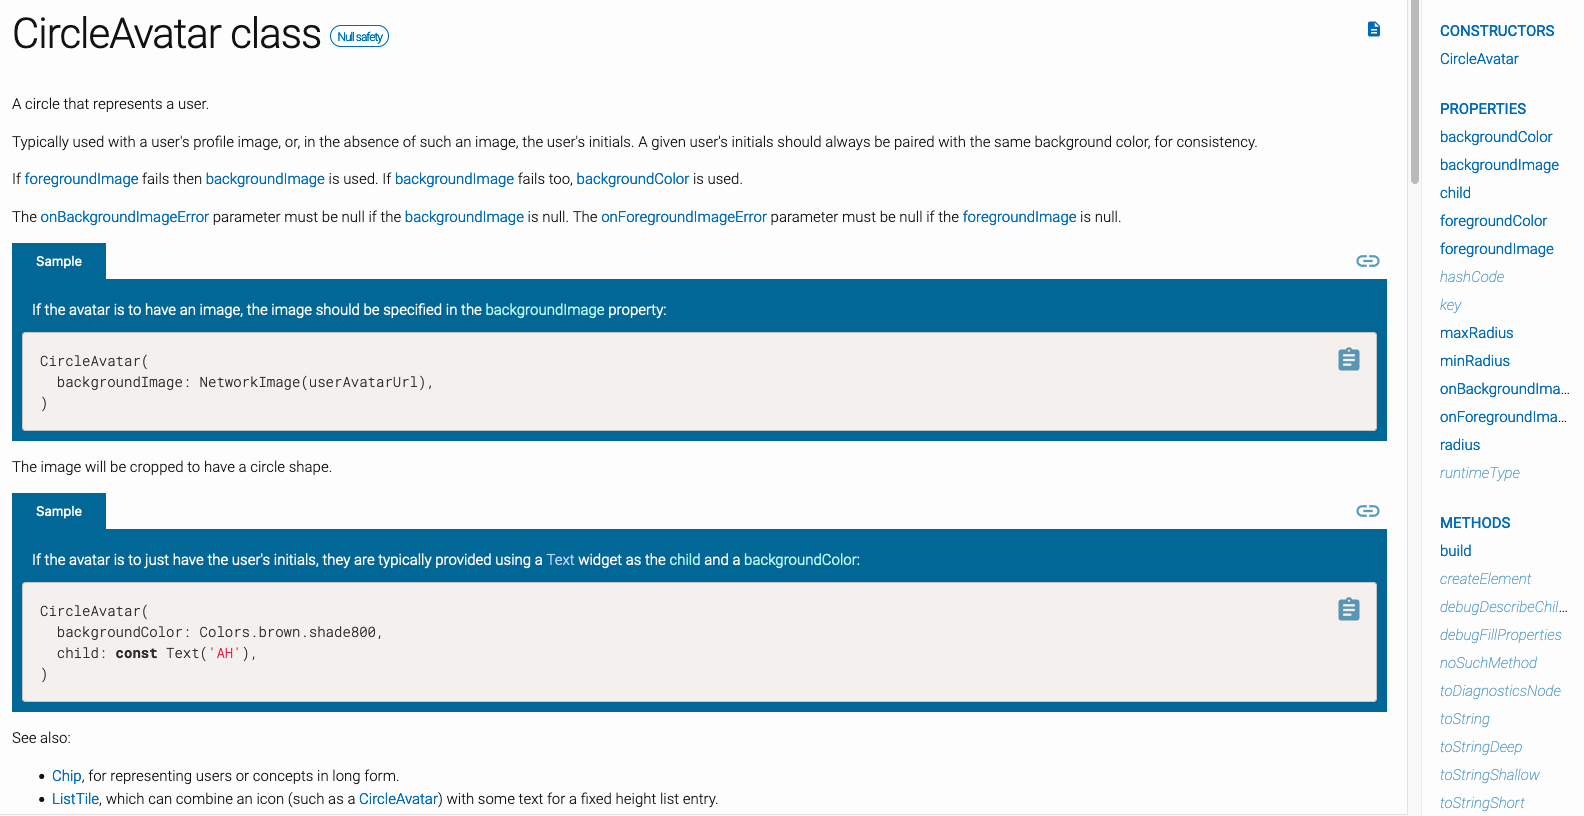 CircleAvatar class Null safety
A circle that represents a user.
Typically used with a user's profile image, or, in the absence of such an image, the user's initials. A given user's initials should always be paired with the same background color, for consistency.
If foregroundImage fails then backgroundImage is used. If backgroundImage fails too, backgroundColor is used.
The onBackgroundImageError parameter must be null if the backgroundImage is null. The onForegroundImageError parameter must be null if the foregroundImage is null.
Sample
If the avatar is to have an image, the image should be specified in the backgroundImage property:
CircleAvatar(
  backgroundImage: NetworkImage(userAvatarUrl),
)
The image will be cropped to have a circle shape.
Sample
If the avatar is to just have the user's initials, they are typically provided using a Text widget as the child and a backgroundColor:
CircleAvatar(
  backgroundColor: Colors.brown.shade800,
  child: const Text('AH'),
)
See also:
• Chip, for representing users or concepts in long form.
• ListTile, which can combine an icon (such as a CircleAvatar) with some text for a fixed height list entry.
CONSTRUCTORS
CircleAvatar
PROPERTIES
backgroundColor
backgroundImage
child
foregroundColor
foregroundImage
hashCode
key
maxRadius
minRadius
onBackgroundIma...
onForegroundIma...
radius
runtimeType
METHODS
build
createElement
debugDescribeChil...
debugFillProperties
noSuchMethod
toDiagnosticsNode
toString
toStringDeep
toStringShallow
toStringShort